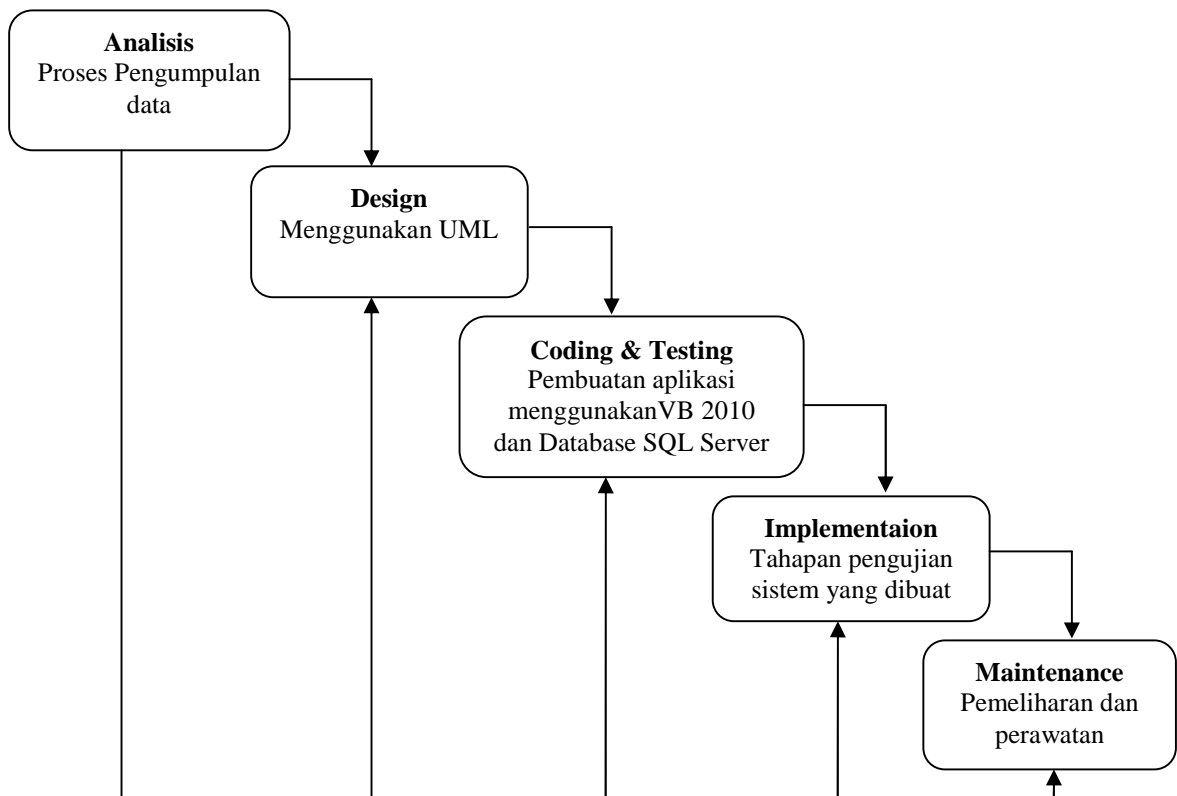 Analisis
Proses Pengumpulan
data
Design
Menggunakan UML
Coding & Testing
Pembuatan aplikasi
menggunakanVB 2010
dan Database SQL Server
Implementaion
Tahapan pengujian
sistem yang dibuat
Maintenance
Pemeliharan dan
perawatan